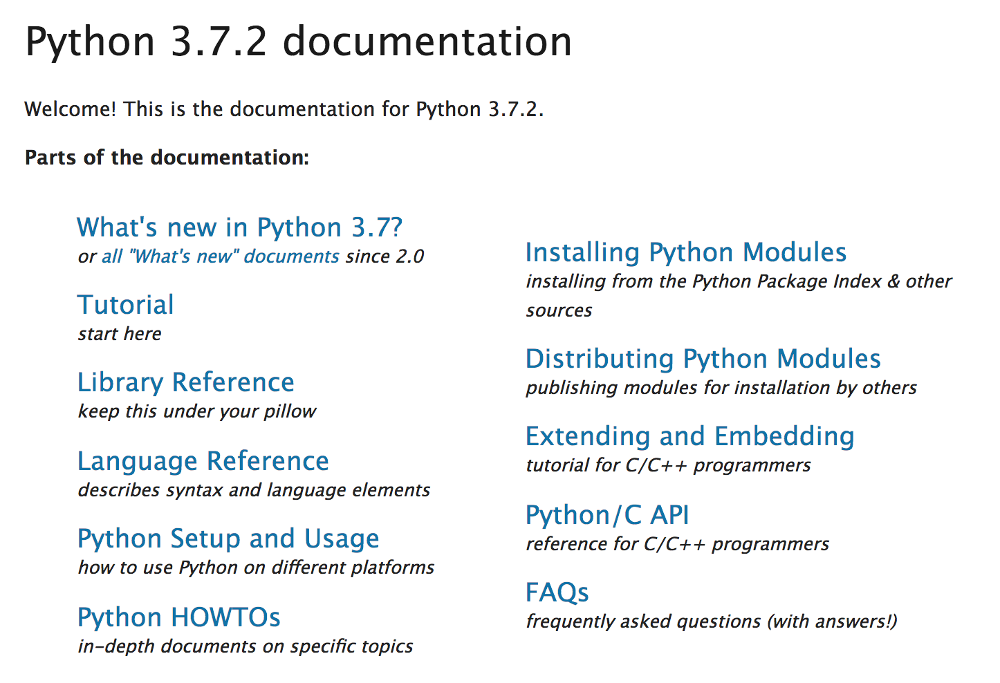 Python 3.7.2 documentation
Welcome! This is the documentation for Python 3.7.2.
Parts of the documentation:
What's new in Python 3.7?
or all "What's new" documents since 2.0
Tutorial
start here
Library Reference
keep this under your pillow
Language Reference
describes syntax and language elements
Python Setup and Usage
how to use Python on different platforms
Python HOWTOs
in-depth documents on specific topics
Installing Python Modules
installing from the Python Package Index & other
sources
Distributing Python Modules
publishing modules for installation by others
Extending and Embedding
tutorial for C/C++ programmers
Python/C API
reference for C/C++ programmers
FAQs
frequently asked questions (with answers!)